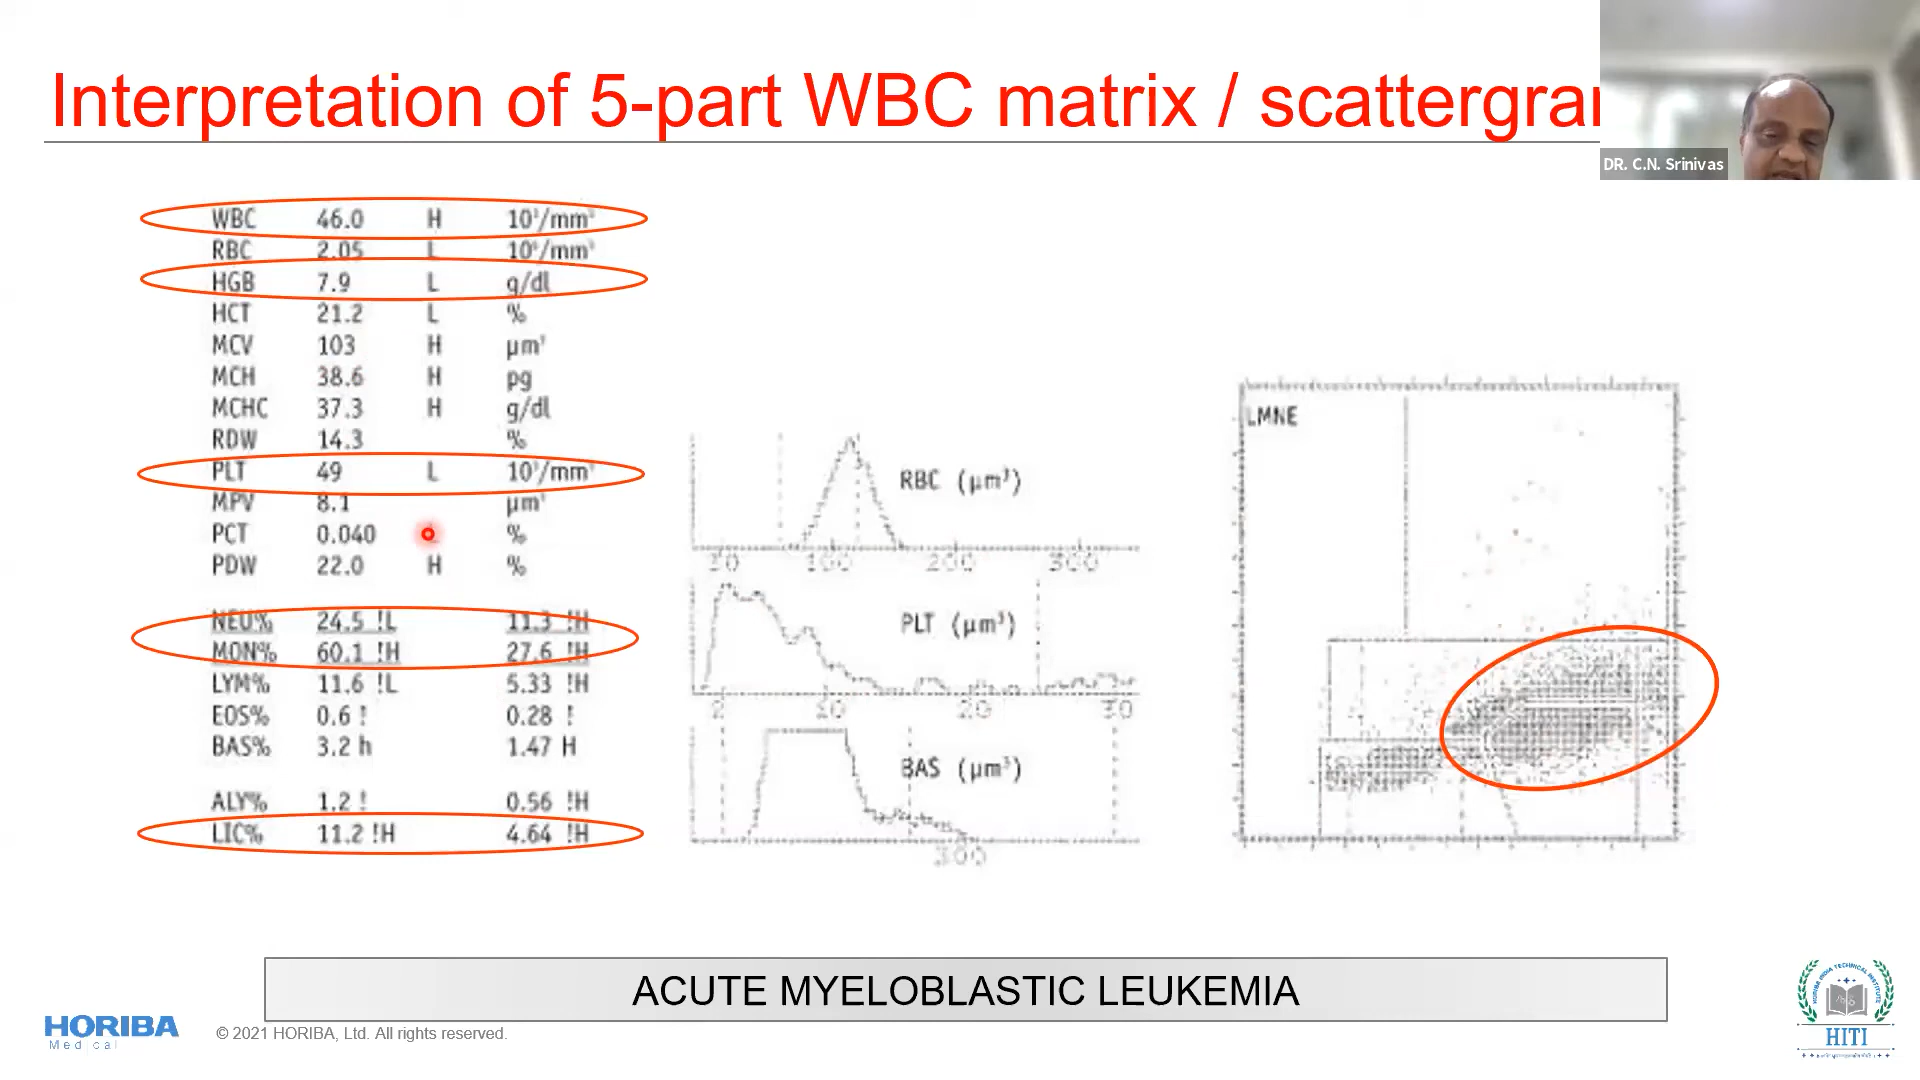 Interpretation of 5-part WBC matrix / scattergra
DR. C.N. Srinivas
WBC 46.0 H 10³/mm³
RBC 2.05 L 10⁶/mm³
HGB 7.9 L g/dl
HCT 21.2 L %
MCV 103 H µm³
MCH 38.6 H pg
MCHC 37.3 H g/dl
RDW 14.3 %
PLT 49 L 10³/mm³
MPV 8.1 µm³
PCT 0.040 %
PDW 22.0 H %
NEU% 24.5 !L 11.3 !H
MON% 60.1 !H 27.6 !H
LYM% 11.6 !L 5.33 !H
EOS% 0.6 ! 0.28 !
BAS% 3.2 h 1.47 H
ALY% 1.2 ! 0.56 !H
LIC% 11.2 !H 4.64 !H
RBC (µm³)
100 200 300
PLT (µm³)
2 10 20 30
BAS (µm³)
300
LMNE
ACUTE MYELOBLASTIC LEUKEMIA
HORIBA
Medical
© 2021 HORIBA, Ltd. All rights reserved.
HORIBA INDIA TECHNICAL INSTITUTE
HITI